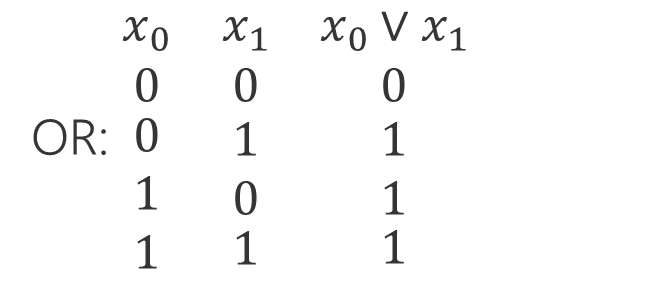 x₀ x₁ x₀ ∨ x₁
0 0 0
OR: 0 1 1
1 0 1
1 1 1